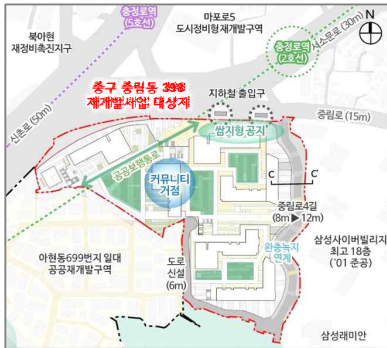 북아현
재정비촉진지구
충정로역
(5호선)
마포로5
도시정비형 재개발구역
충정로역
(2호선)
서소문로 (30m)
N
중구 중림동 398
재개발사업 대상지
지하철 출입구
신촌로 (50m)
쌈지형 공지
중림로 (15m)
공공보행통로
커뮤니티
거점
C
C'
중림로4길
(8m ▶ 12m)
완충녹지
연계
삼성사이버빌리지
최고 18층
('01 준공)
아현동699번지 일대
공공재개발구역
도로
신설
(6m)
삼성래미안